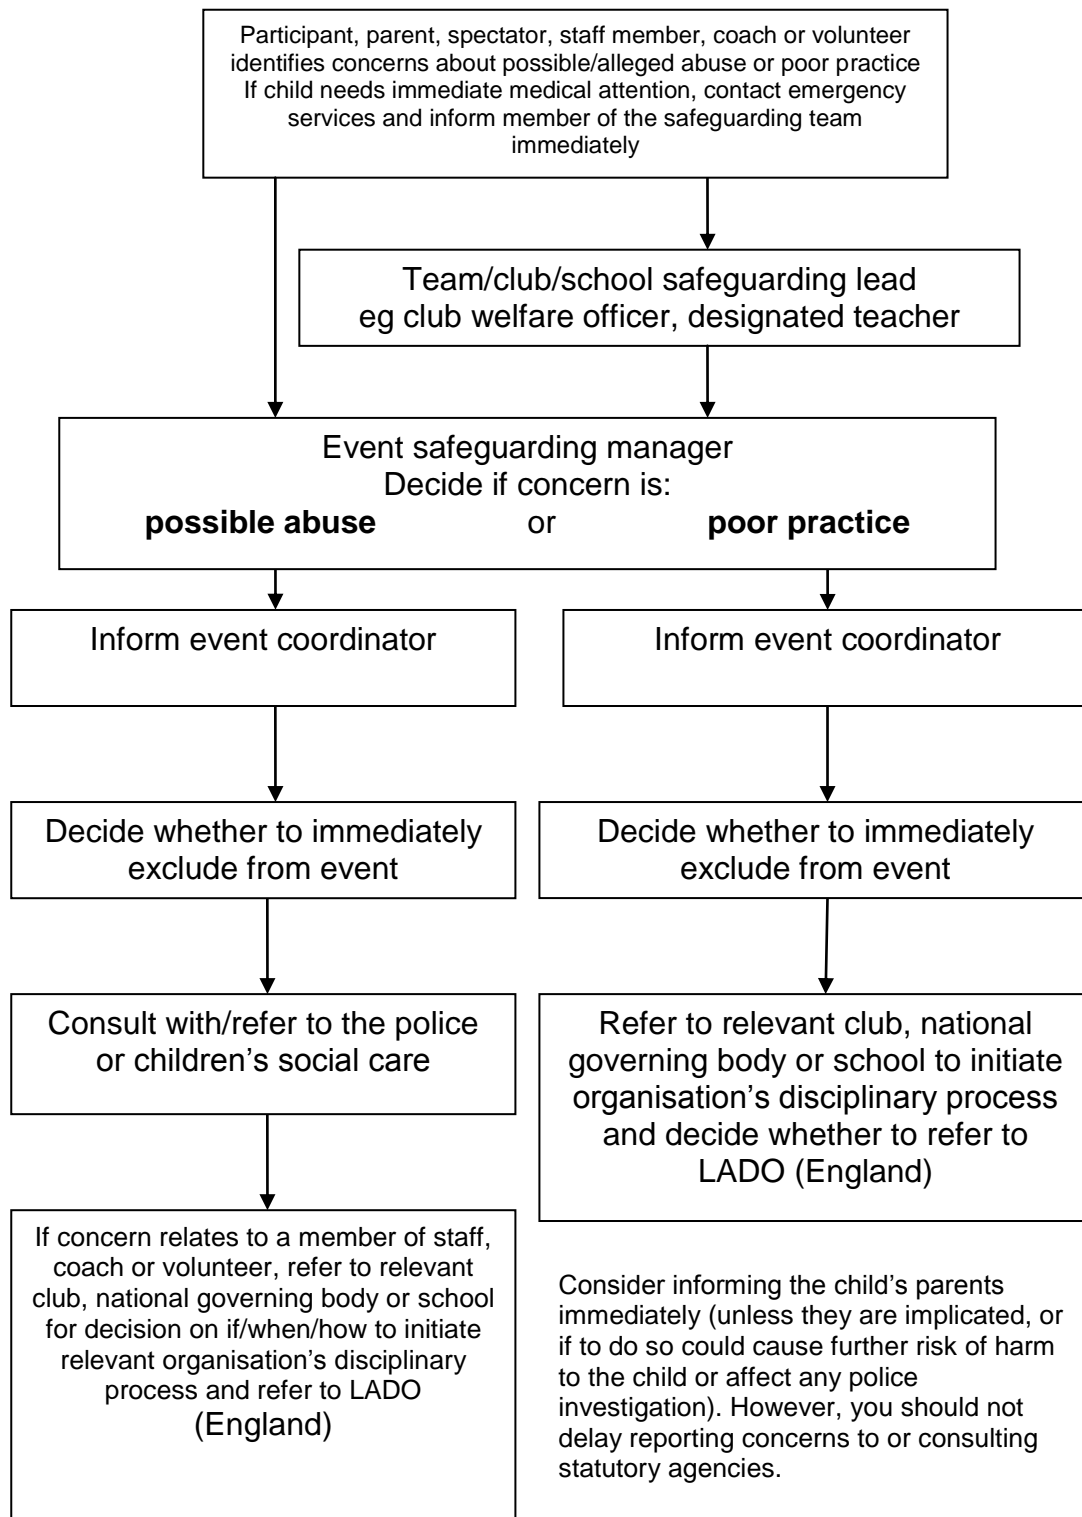 Participant, parent, spectator, staff member, coach or volunteer
identifies concerns about possible/alleged abuse or poor practice
If child needs immediate medical attention, contact emergency
services and inform member of the safeguarding team
immediately
Team/club/school safeguarding lead
eg club welfare officer, designated teacher
Event safeguarding manager
Decide if concern is:
possible abuse or poor practice
Inform event coordinator
Decide whether to immediately
exclude from event
Consult with/refer to the police
or children's social care
If concern relates to a member of staff,
coach or volunteer, refer to relevant
club, national governing body or school
for decision on if/when/how to initiate
relevant organisation's disciplinary
process and refer to LADO
(England)
Inform event coordinator
Decide whether to immediately
exclude from event
Refer to relevant club, national
governing body or school to initiate
organisation's disciplinary process
and decide whether to refer to
LADO (England)
Consider informing the child's parents
immediately (unless they are implicated, or
if to do so could cause further risk of harm
to the child or affect any police
investigation). However, you should not
delay reporting concerns to or consulting
statutory agencies.